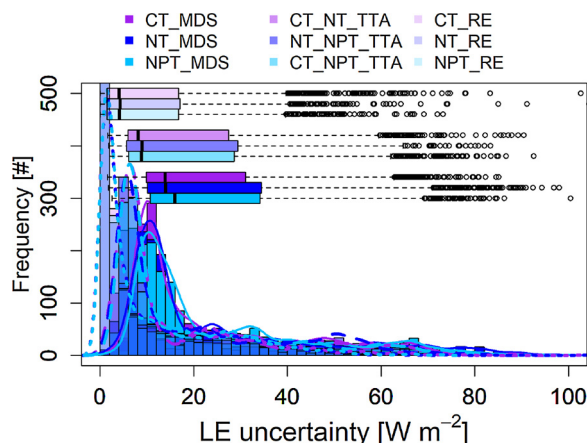 CT_MDS CT_NT_TTA CT_RE
NT_MDS NT_NPT_TTA NT_RE
NPT_MDS CT_NPT_TTA NPT_RE
Frequency [#]
500
300
100
0
0 20 40 60 80 100
LE uncertainty [W m⁻²]